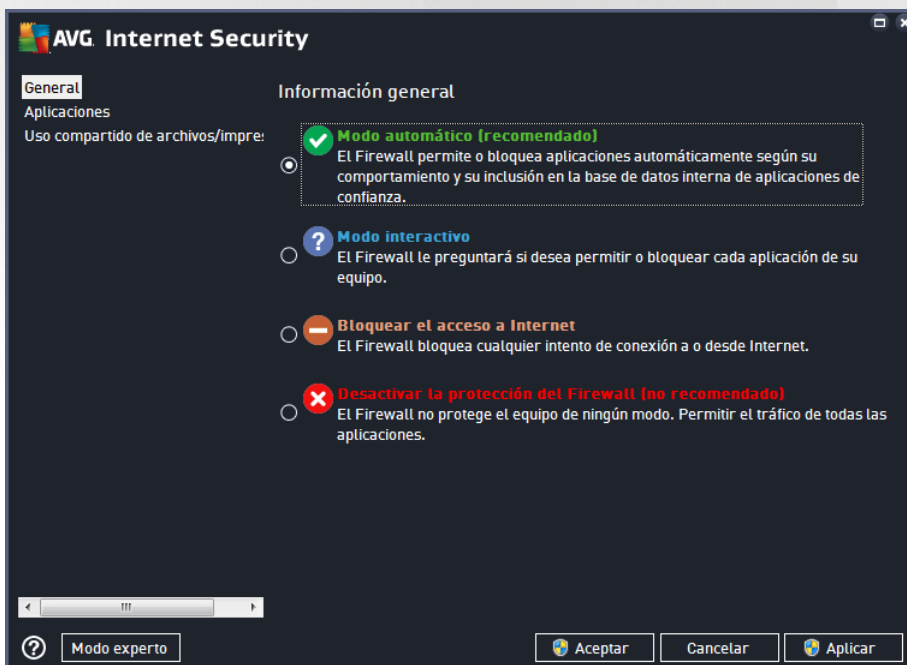 AVG. Internet Security
General
Aplicaciones
Uso compartido de archivos/impre:
Información general
Modo automático (recomendado)
El Firewall permite o bloquea aplicaciones automáticamente según su
comportamiento y su inclusión en la base de datos interna de aplicaciones de
confianza.
Modo interactivo
El Firewall le preguntará si desea permitir o bloquear cada aplicación de su
equipo.
Bloquear el acceso a Internet
El Firewall bloquea cualquier intento de conexión a o desde Internet.
Desactivar la protección del Firewall (no recomendado)
El Firewall no protege el equipo de ningún modo. Permitir el tráfico de todas las
aplicaciones.
Modo experto
Aceptar
Cancelar
Aplicar